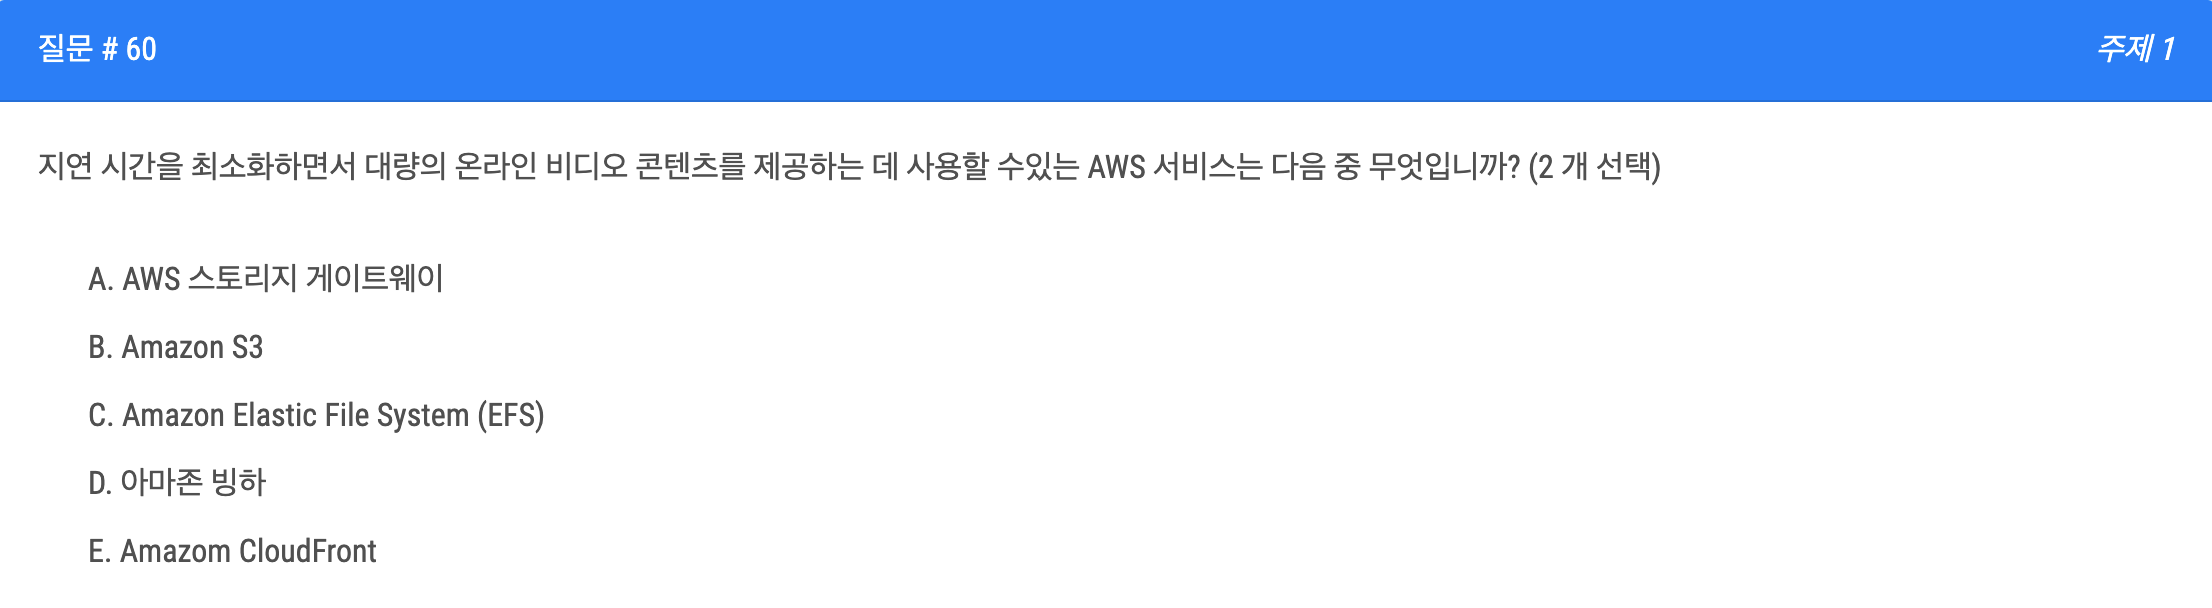 질문 # 60
주제 1
지연 시간을 최소화하면서 대량의 온라인 비디오 콘텐츠를 제공하는 데 사용할 수있는 AWS 서비스는 다음 중 무엇입니까? (2 개 선택)
A. AWS 스토리지 게이트웨이
B. Amazon S3
C. Amazon Elastic File System (EFS)
D. 아마존 빙하
E. Amazom CloudFront